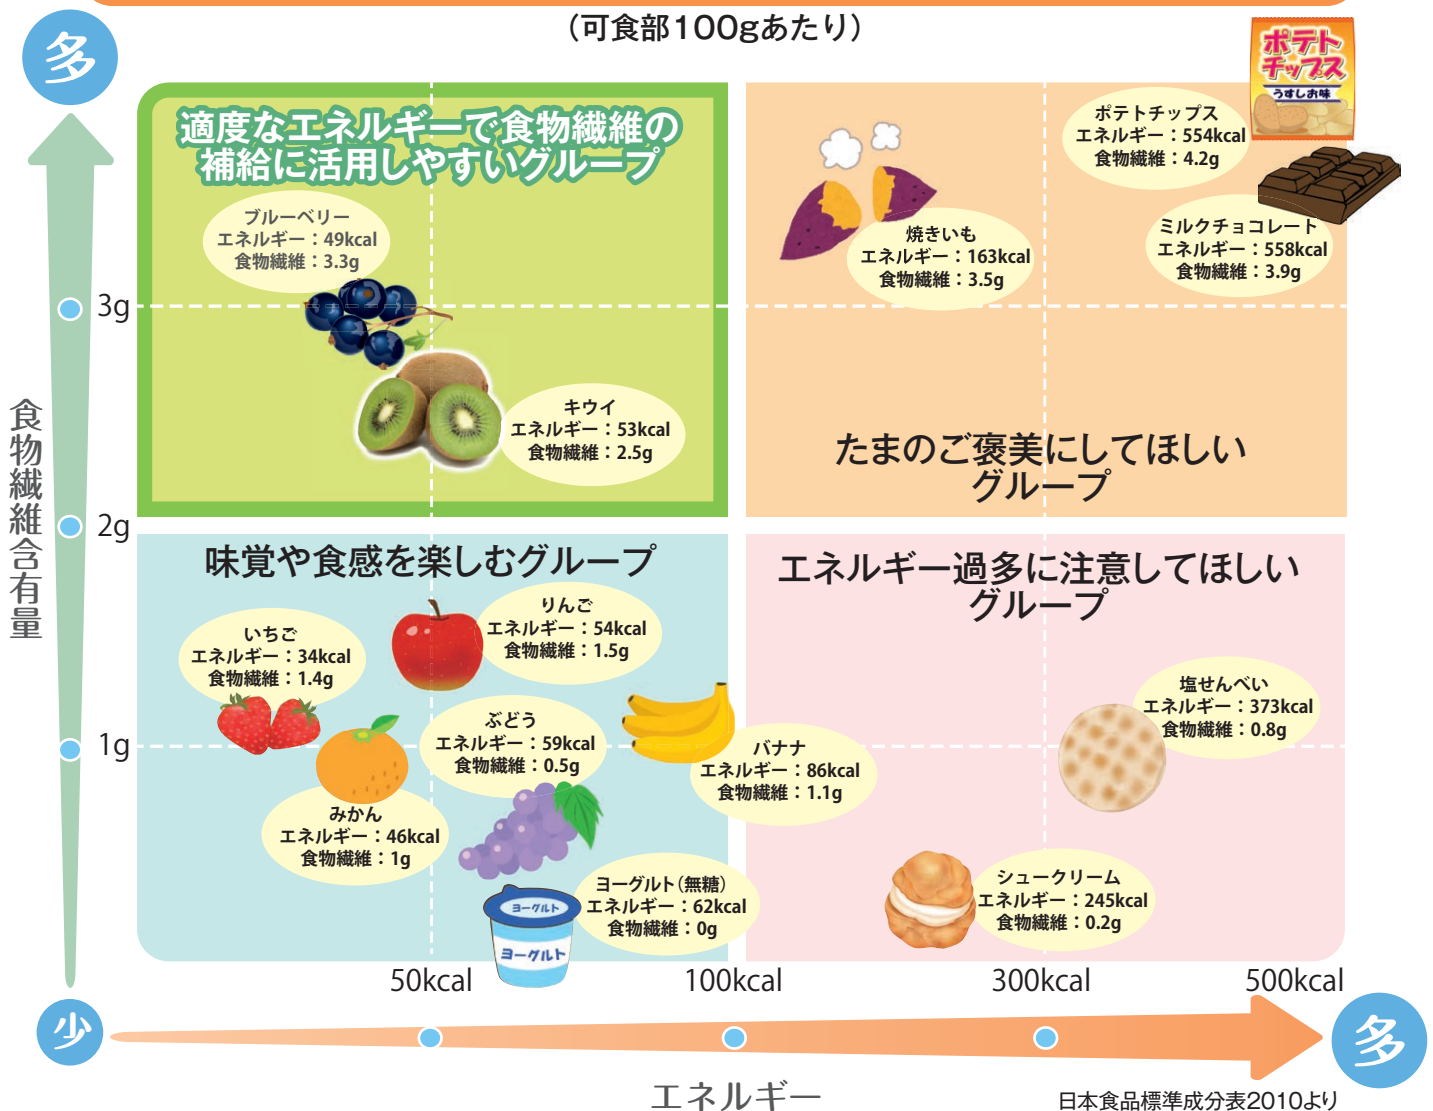 （可食部100gあたり）
多
ポテト
チップス
うすしお味
適度なエネルギーで食物繊維の
補給に活用しやすいグループ
ポテトチップス
エネルギー：554kcal
食物繊維：4.2g
ブルーベリー
エネルギー：49kcal
食物繊維：3.3g
焼きいも
エネルギー：163kcal
食物繊維：3.5g
ミルクチョコレート
エネルギー：558kcal
食物繊維：3.9g
3g
キウイ
エネルギー：53kcal
食物繊維：2.5g
たまのご褒美にしてほしい
グループ
食物繊維含有量
2g
味覚や食感を楽しむグループ
エネルギー過多に注意してほしい
グループ
りんご
エネルギー：54kcal
食物繊維：1.5g
いちご
エネルギー：34kcal
食物繊維：1.4g
塩せんべい
エネルギー：373kcal
食物繊維：0.8g
ぶどう
エネルギー：59kcal
食物繊維：0.5g
1g
バナナ
エネルギー：86kcal
食物繊維：1.1g
みかん
エネルギー：46kcal
食物繊維：1g
ヨーグルト（無糖）
エネルギー：62kcal
食物繊維：0g
ヨーグルト
ヨーグルト
シュークリーム
エネルギー：245kcal
食物繊維：0.2g
50kcal
100kcal
300kcal
500kcal
少
多
エネルギー
日本食品標準成分表2010より